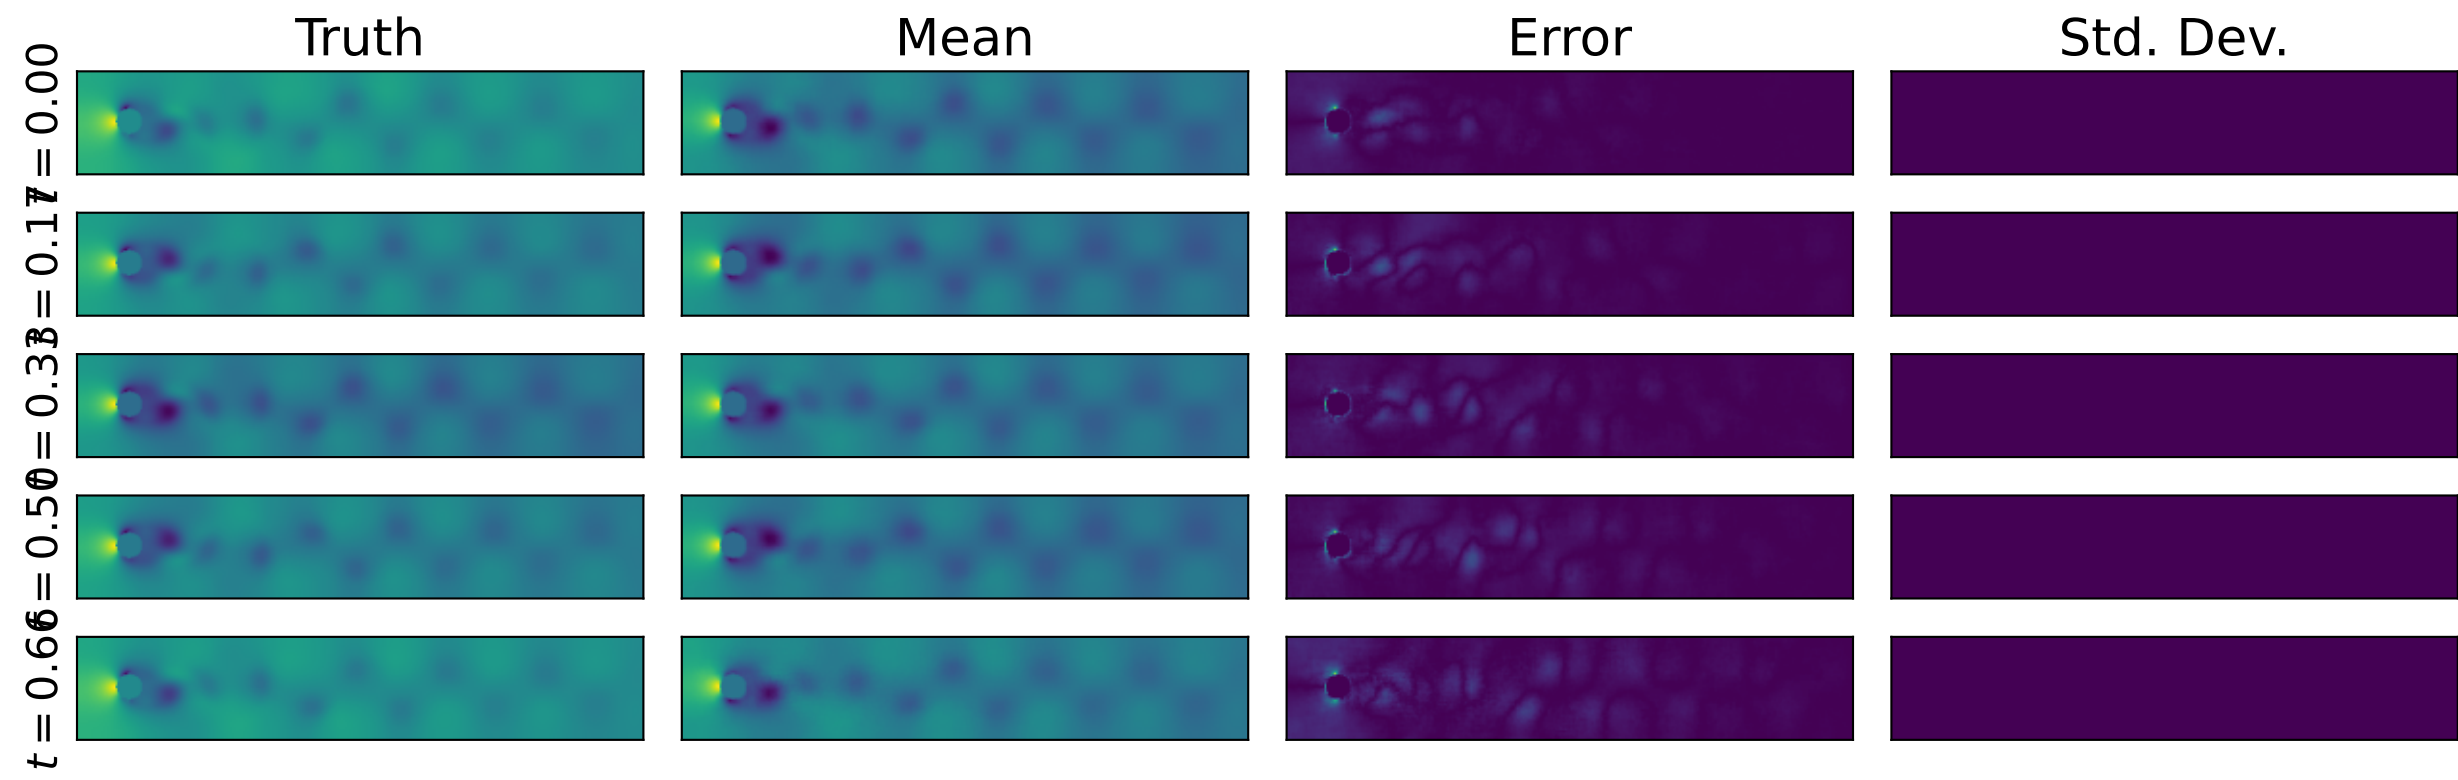 Truth Mean Error Std. Dev.
t = 0.00
t = 0.17
t = 0.33
t = 0.50
t = 0.66